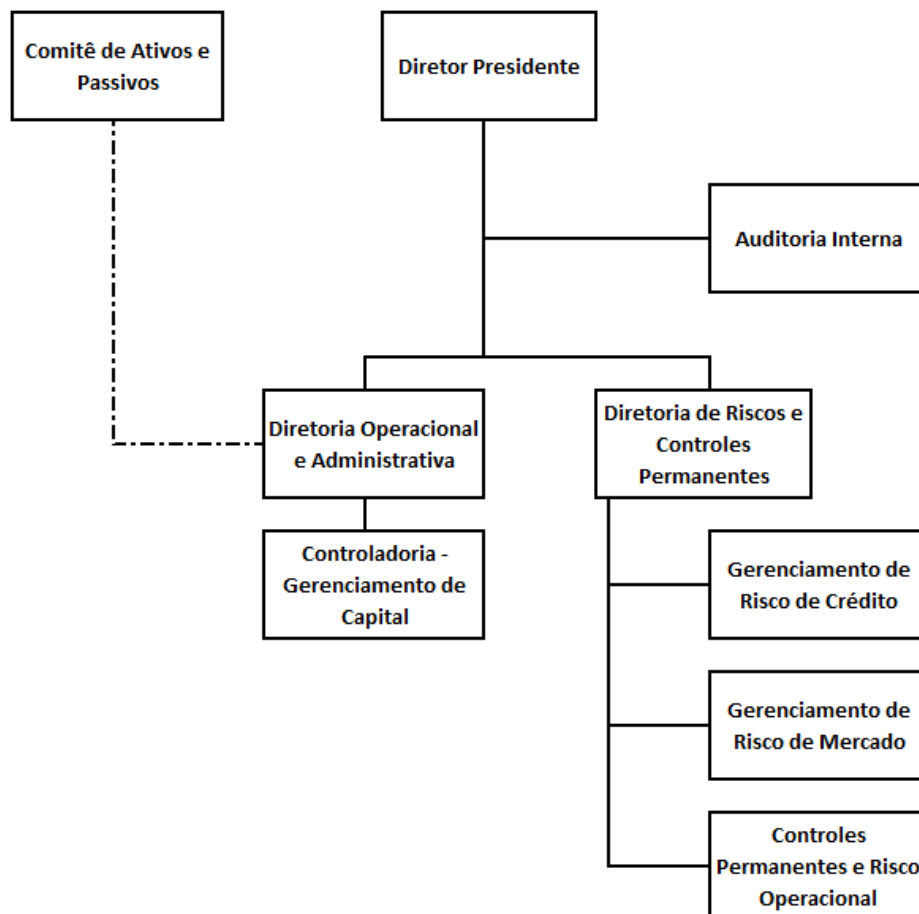 Comitê de Ativos e
Passivos
Diretor Presidente
Auditoria Interna
Diretoria Operacional
e Administrativa
Diretoria de Riscos e
Controles
Permanentes
Controladoria -
Gerenciamento de
Capital
Gerenciamento de
Risco de Crédito
Gerenciamento de
Risco de Mercado
Controles
Permanentes e Risco
Operacional